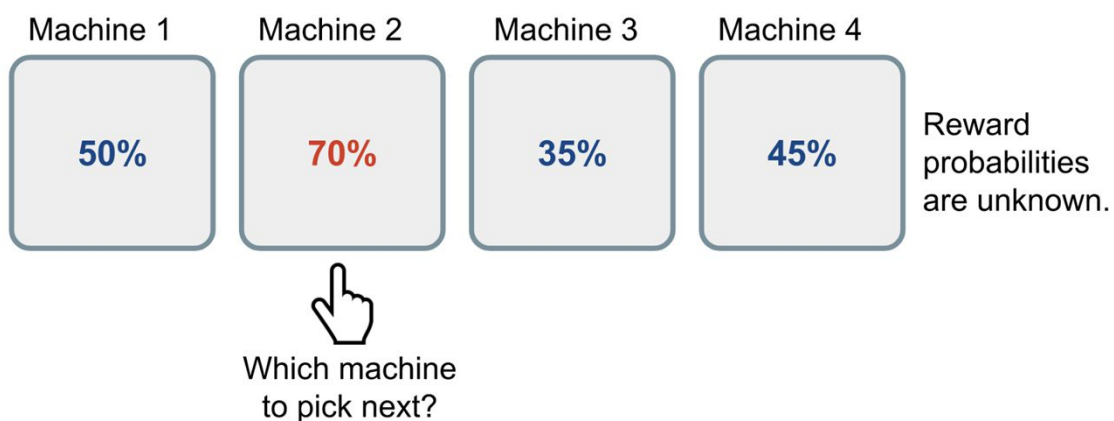 Machine 1
Machine 2
Machine 3
Machine 4
50%
70%
35%
45%
Reward
probabilities
are unknown.
Which machine
to pick next?